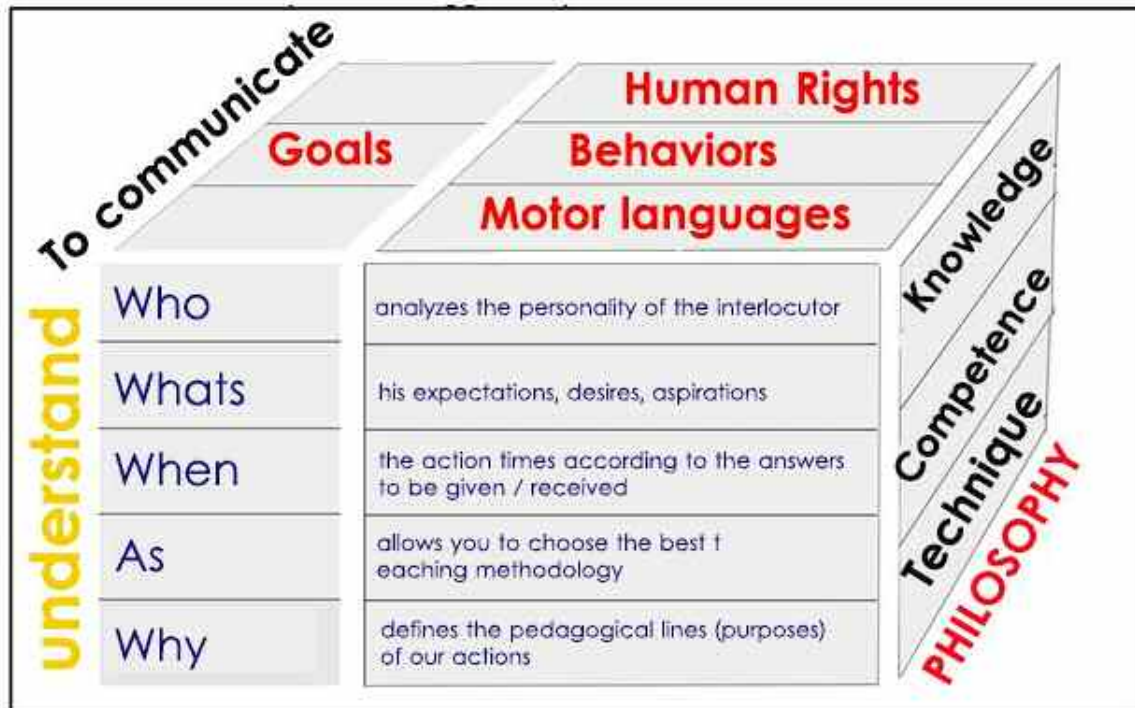 To communicate
Goals
Human Rights
Behaviors
Motor languages
Knowledge
Competence
Technique
PHILOSOPHY
understand
Who
analyzes the personality of the interlocutor
Whats
his expectations, desires, aspirations
When
the action times according to the answers
to be given / received
As
allows you to choose the best t
eaching methodology
Why
defines the pedagogical lines (purposes)
of our actions